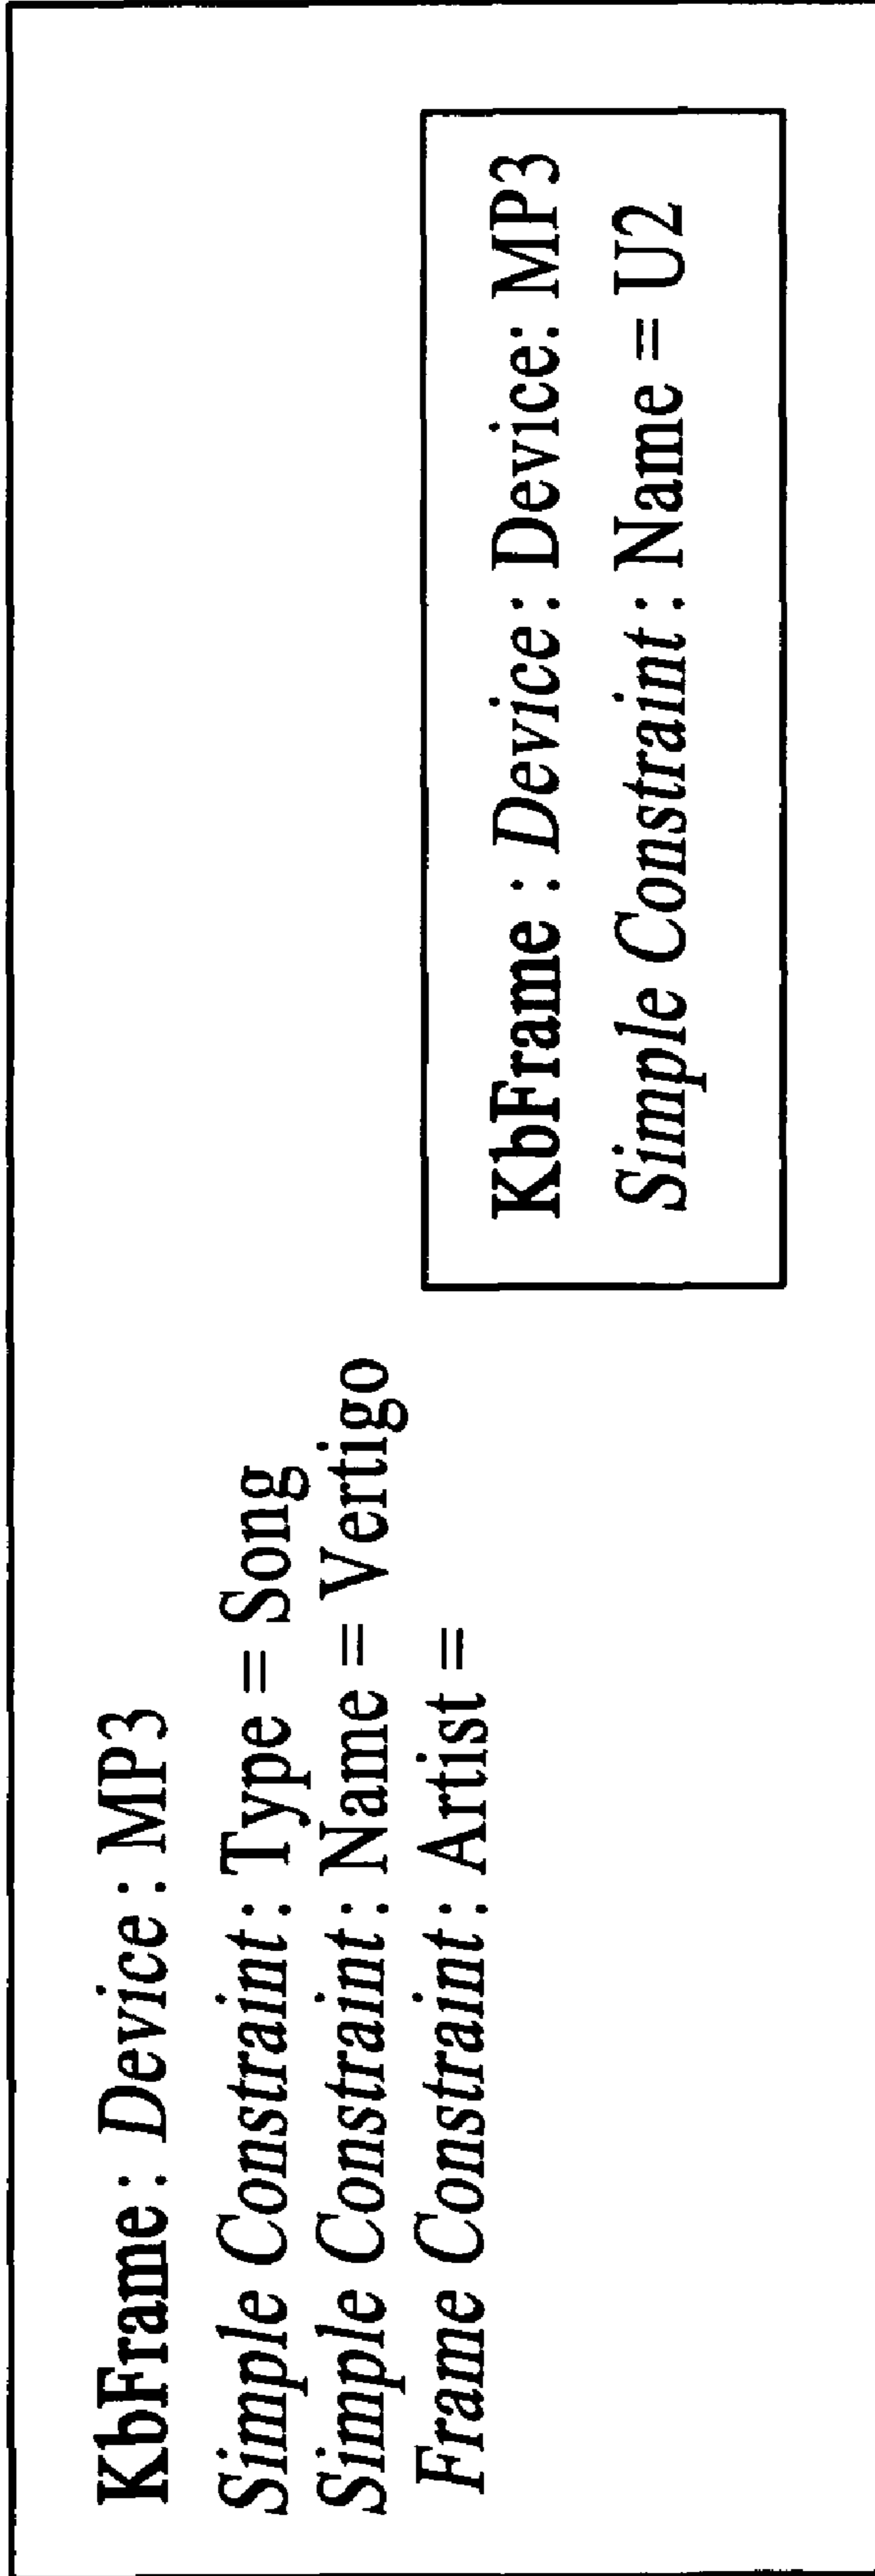 KbFrame : Device : MP3
Simple Constraint : Type = Song
Simple Constraint : Name = Vertigo
Frame Constraint : Artist =
KbFrame : Device : Device: MP3
Simple Constraint : Name = U2